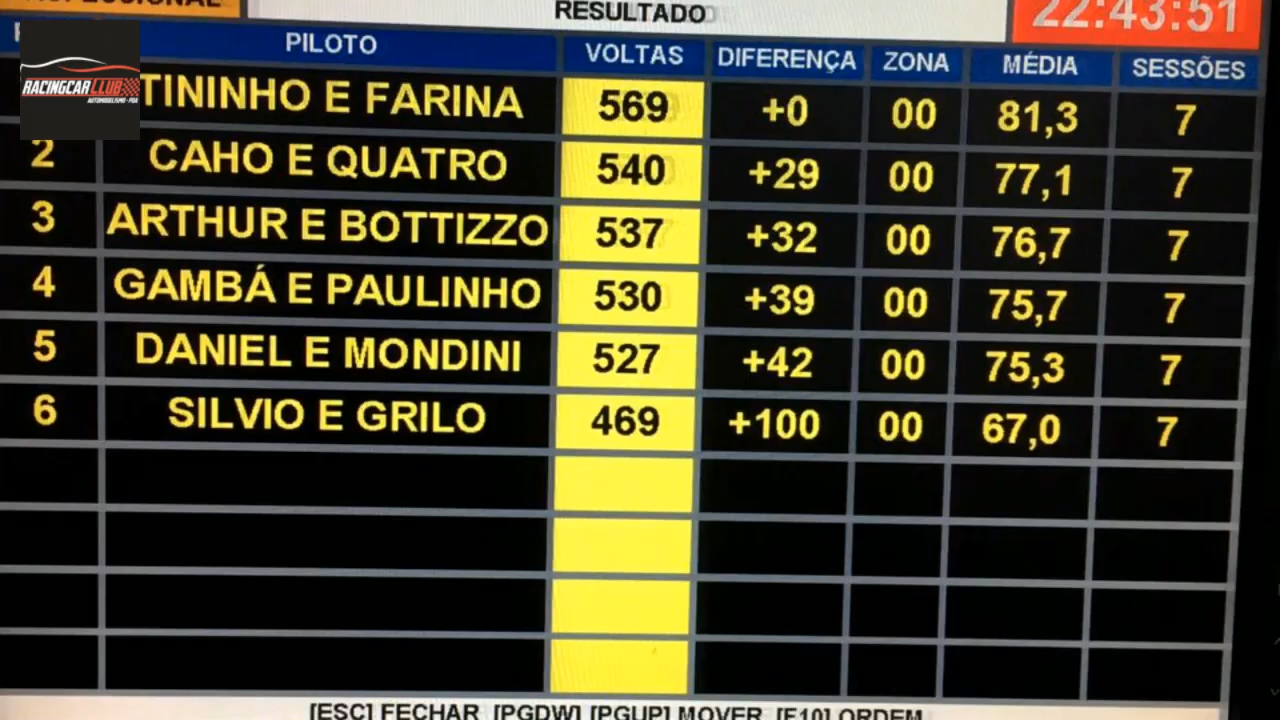 RESULTADO
22:43:51
RACINGCARCLUB
AUTOMODELISMO - POA
PILOTO VOLTAS DIFERENÇA ZONA MÉDIA SESSÕES
TININHO E FARINA 569 +0 00 81,3 7
2 CAHO E QUATRO 540 +29 00 77,1 7
3 ARTHUR E BOTTIZZO 537 +32 00 76,7 7
4 GAMBÁ E PAULINHO 530 +39 00 75,7 7
5 DANIEL E MONDINI 527 +42 00 75,3 7
6 SILVIO E GRILO 469 +100 00 67,0 7
[ESC] FECHAR [PGDW] [PGUP] MOVER [F10] ORDEM